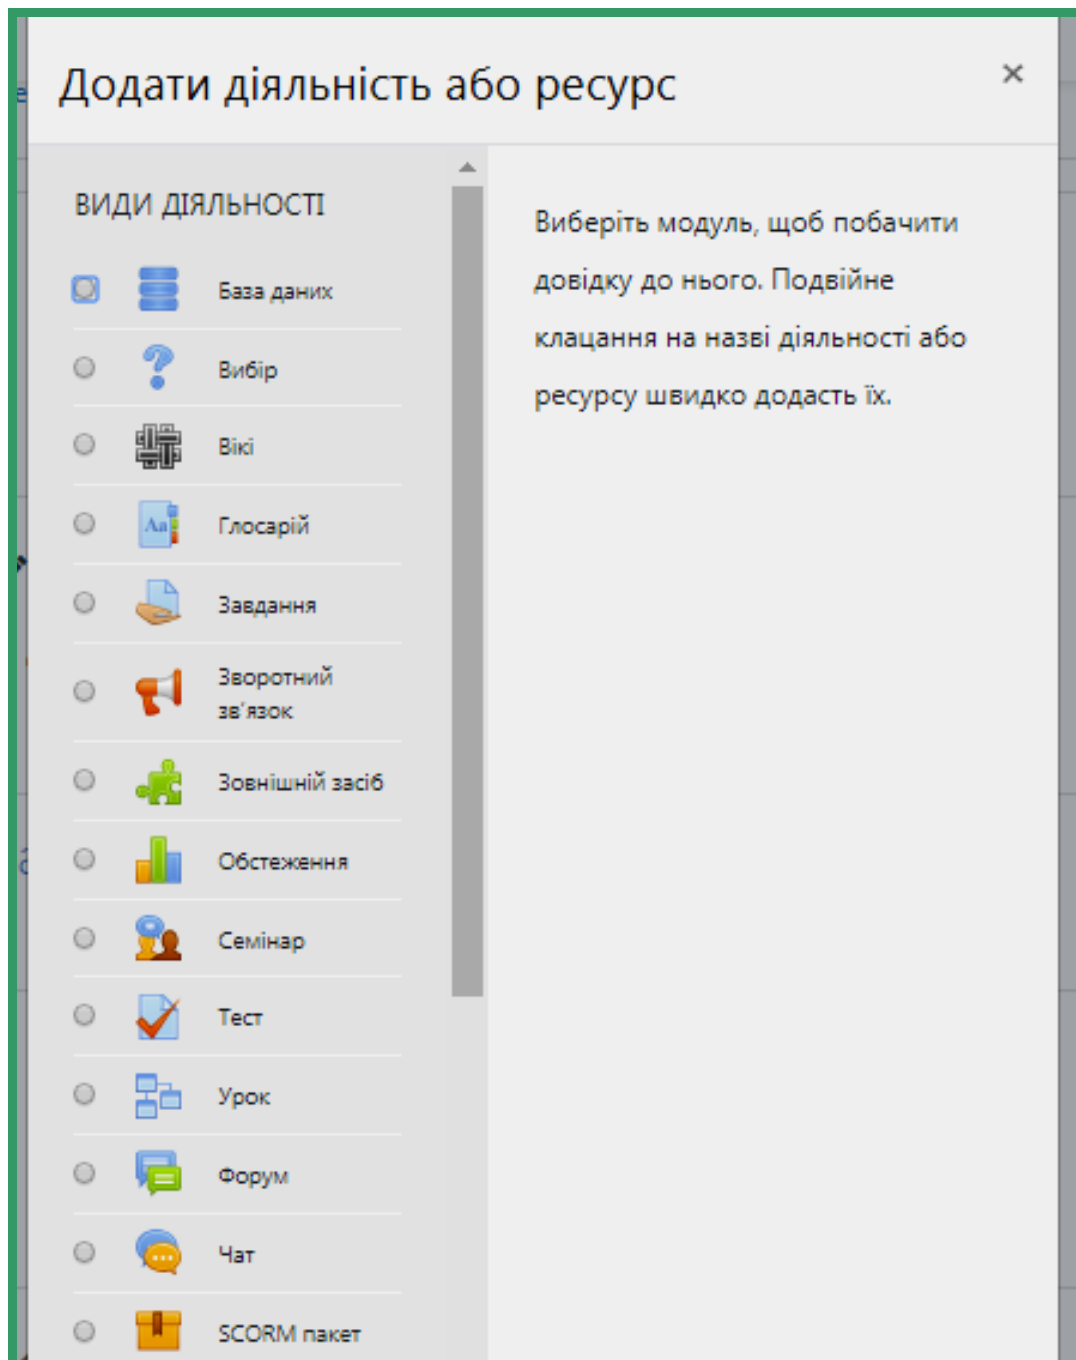 Додати діяльність або ресурс
×
ВИДИ ДІЯЛЬНОСТІ
База даних
Вибір
Вікі
Aa
Глосарій
Завдання
Зворотний
зв'язок
Зовнішній засіб
Обстеження
Семінар
Тест
Урок
Форум
Чат
SCORM пакет
Виберіть модуль, щоб побачити
довідку до нього. Подвійне
клацання на назві діяльності або
ресурсу швидко додасть їх.